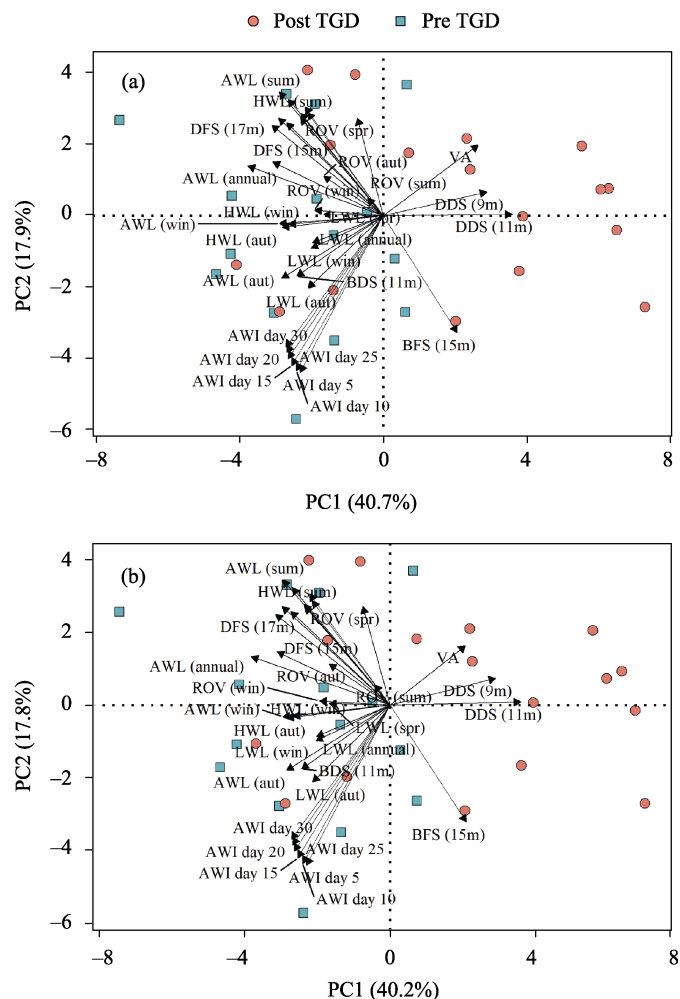 Post TGD Pre TGD
(a)
4
2
0
−2
−4
−6
PC2 (17.9%)
AWL (sum)
HWL (sum)
DFS (17m)
ROV (spr)
DFS (15m)
ROV (aut)
VA
AWL (annual)
ROV (win)
ROV (sum)
DDS (9m)
HWL (win)
LWL (spr)
DDS (11m)
AWL (win)
HWL (aut)
LWL (annual)
LWL (win)
AWL (aut)
BDS (11m)
LWL (aut)
AWI day 30
BFS (15m)
AWI day 20
AWI day 25
AWI day 15
AWI day 5
AWI day 10
−8 −4 0 4 8
PC1 (40.7%)
(b)
4
2
0
−2
−4
−6
PC2 (17.8%)
AWL (sum)
HWL (sum)
ROV (spr)
DFS (17m)
DFS (15m)
VA
AWL (annual)
ROV (aut)
ROV (win)
ROV (sum)
DDS (9m)
AWL (win)
HWL (win)
DDS (11m)
HWL (aut)
LWL (spr)
LWL (win)
LWL (annual)
BDS (11m)
AWL (aut)
LWL (aut)
AWI day 30
BFS (15m)
AWI day 20
AWI day 25
AWI day 15
AWI day 5
AWI day 10
−8 −4 0 4 8
PC1 (40.2%)